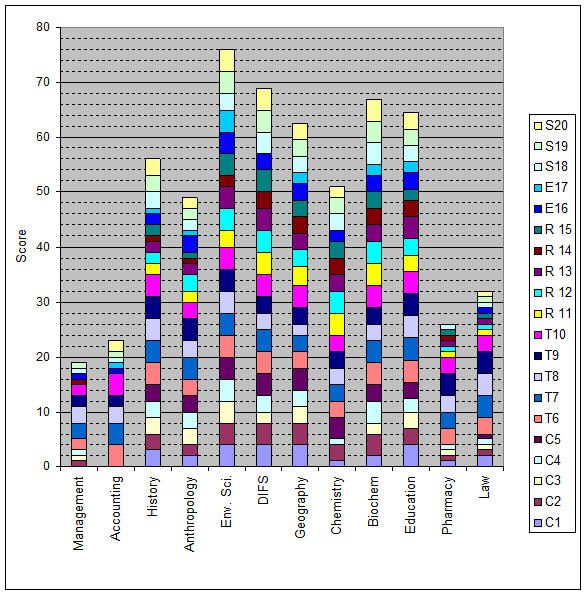 80
70
60
50
40
30
20
10
0
Score
Management
Accounting
History
Anthropology
Env. Sci.
DIFS
Geography
Chemistry
Biochem
Education
Pharmacy
Law
S20
S19
S18
E17
E16
R 15
R 14
R 13
R 12
R 11
T10
T9
T8
T7
T6
C5
C4
C3
C2
C1